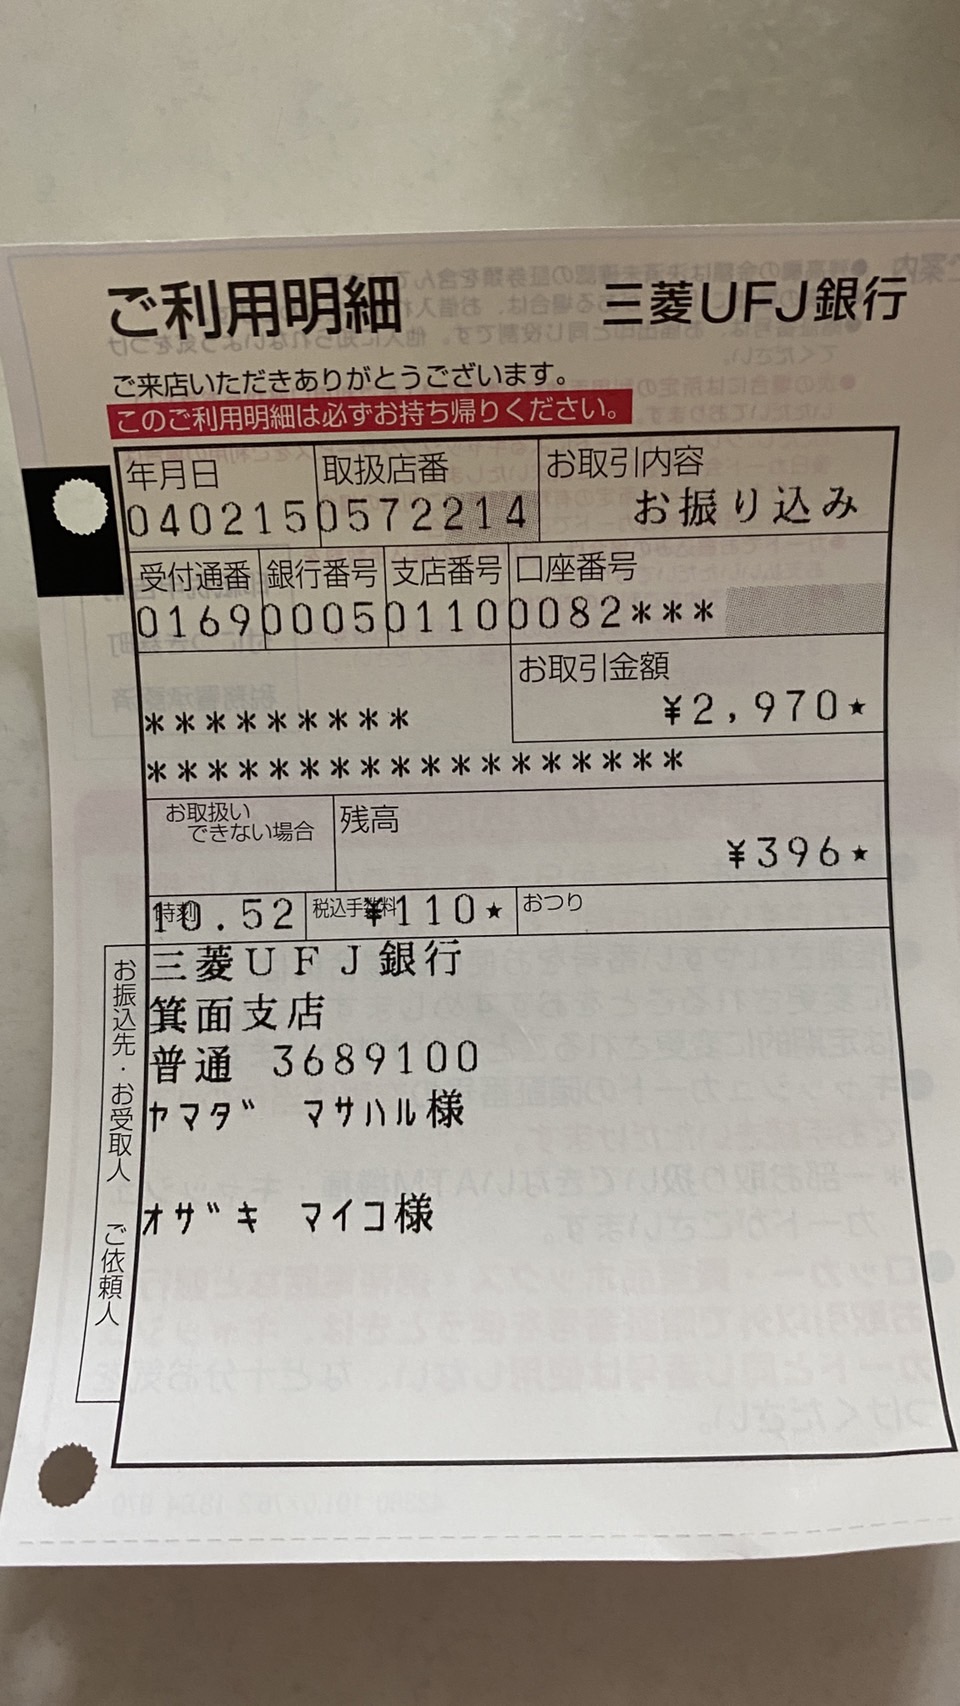 ご利用明細 三菱UFJ銀行
ご来店いただきありがとうございます。
このご利用明細は必ずお持ち帰りください。
年月日 取扱店番 お取引内容
040215 0572214 お振り込み
受付通番 銀行番号 支店番号 口座番号
0169 0005 0110 0082***
お取引金額
¥2,970★
*********
******************
お取扱い
できない場合
残高
¥396★
時刻 税込手数料 おつり
10.52 ¥110★
お振込先・お受取人 ご依頼人
三菱UFJ銀行
箕面支店
普通 3689100
ヤマダ マサハル様
オザキ マイコ様